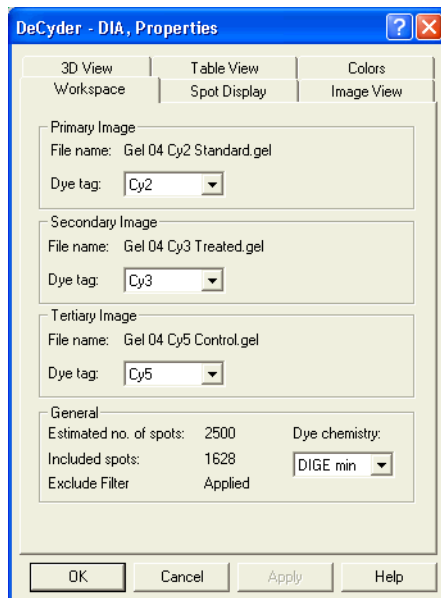 DeCyder - DIA, Properties
3D View Table View Colors
Workspace Spot Display Image View
Primary Image
File name: Gel 04 Cy2 Standard.gel
Dye tag: Cy2
Secondary Image
File name: Gel 04 Cy3 Treated.gel
Dye tag: Cy3
Tertiary Image
File name: Gel 04 Cy5 Control.gel
Dye tag: Cy5
General
Estimated no. of spots: 2500 Dye chemistry:
Included spots: 1628 DIGE min
Exclude Filter Applied
OK Cancel Apply Help